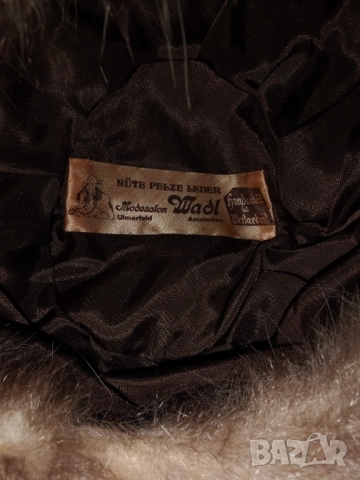 HÜTE PELZE LEDER
Modesalon Wadl
Ulmerfeld Amstetten
BAZAR